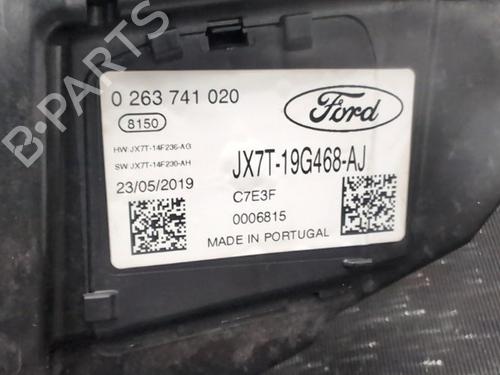 B-PARTS
0 263 741 020
8150
HW:JX7T-14F236-AG
SW:JX7T-14F230-AH
23/05/2019
Ford
JX7T-19G468-AJ
C7E3F
0006815
MADE IN PORTUGAL